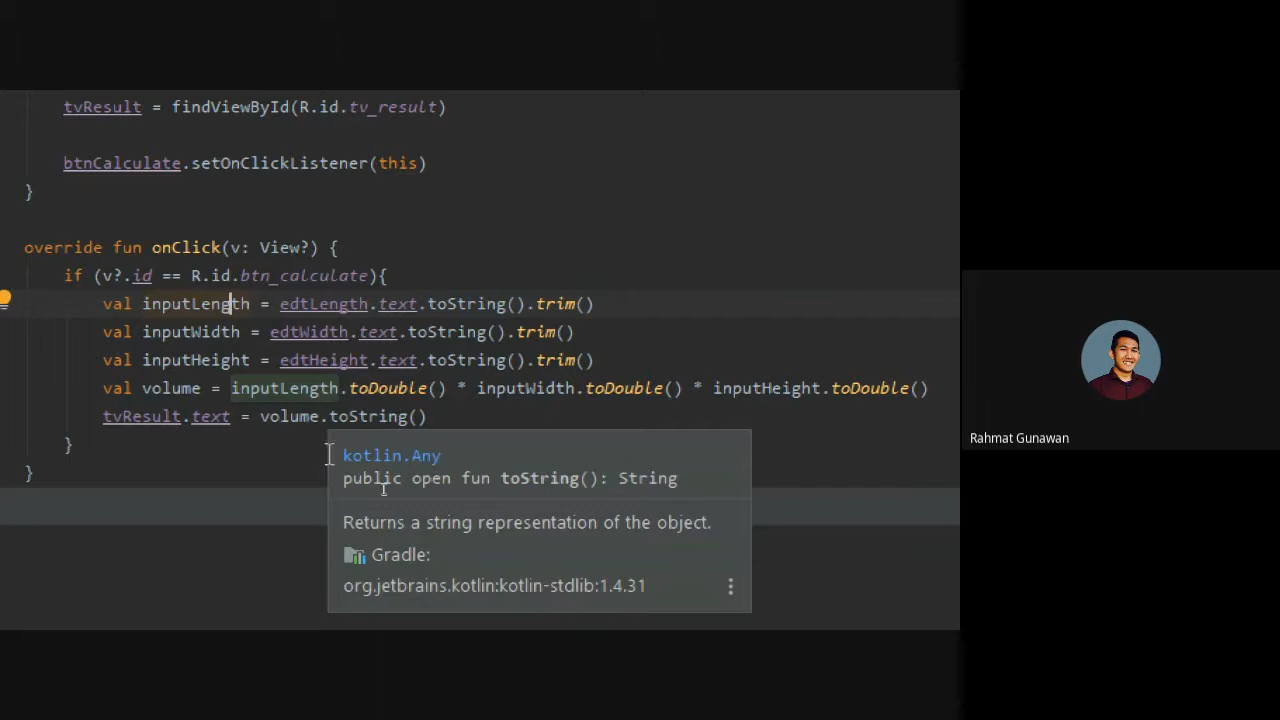 tvResult = findViewById(R.id.tv_result)
btnCalculate.setOnClickListener(this)
}
override fun onClick(v: View?) {
if (v?.id == R.id.btn_calculate){
val inputLength = edtLength.text.toString().trim()
val inputWidth = edtWidth.text.toString().trim()
val inputHeight = edtHeight.text.toString().trim()
val volume = inputLength.toDouble() * inputWidth.toDouble() * inputHeight.toDouble()
tvResult.text = volume.toString()
}
}
kotlin.Any
public open fun toString(): String
Returns a string representation of the object.
Gradle:
org.jetbrains.kotlin:kotlin-stdlib:1.4.31
Rahmat Gunawan